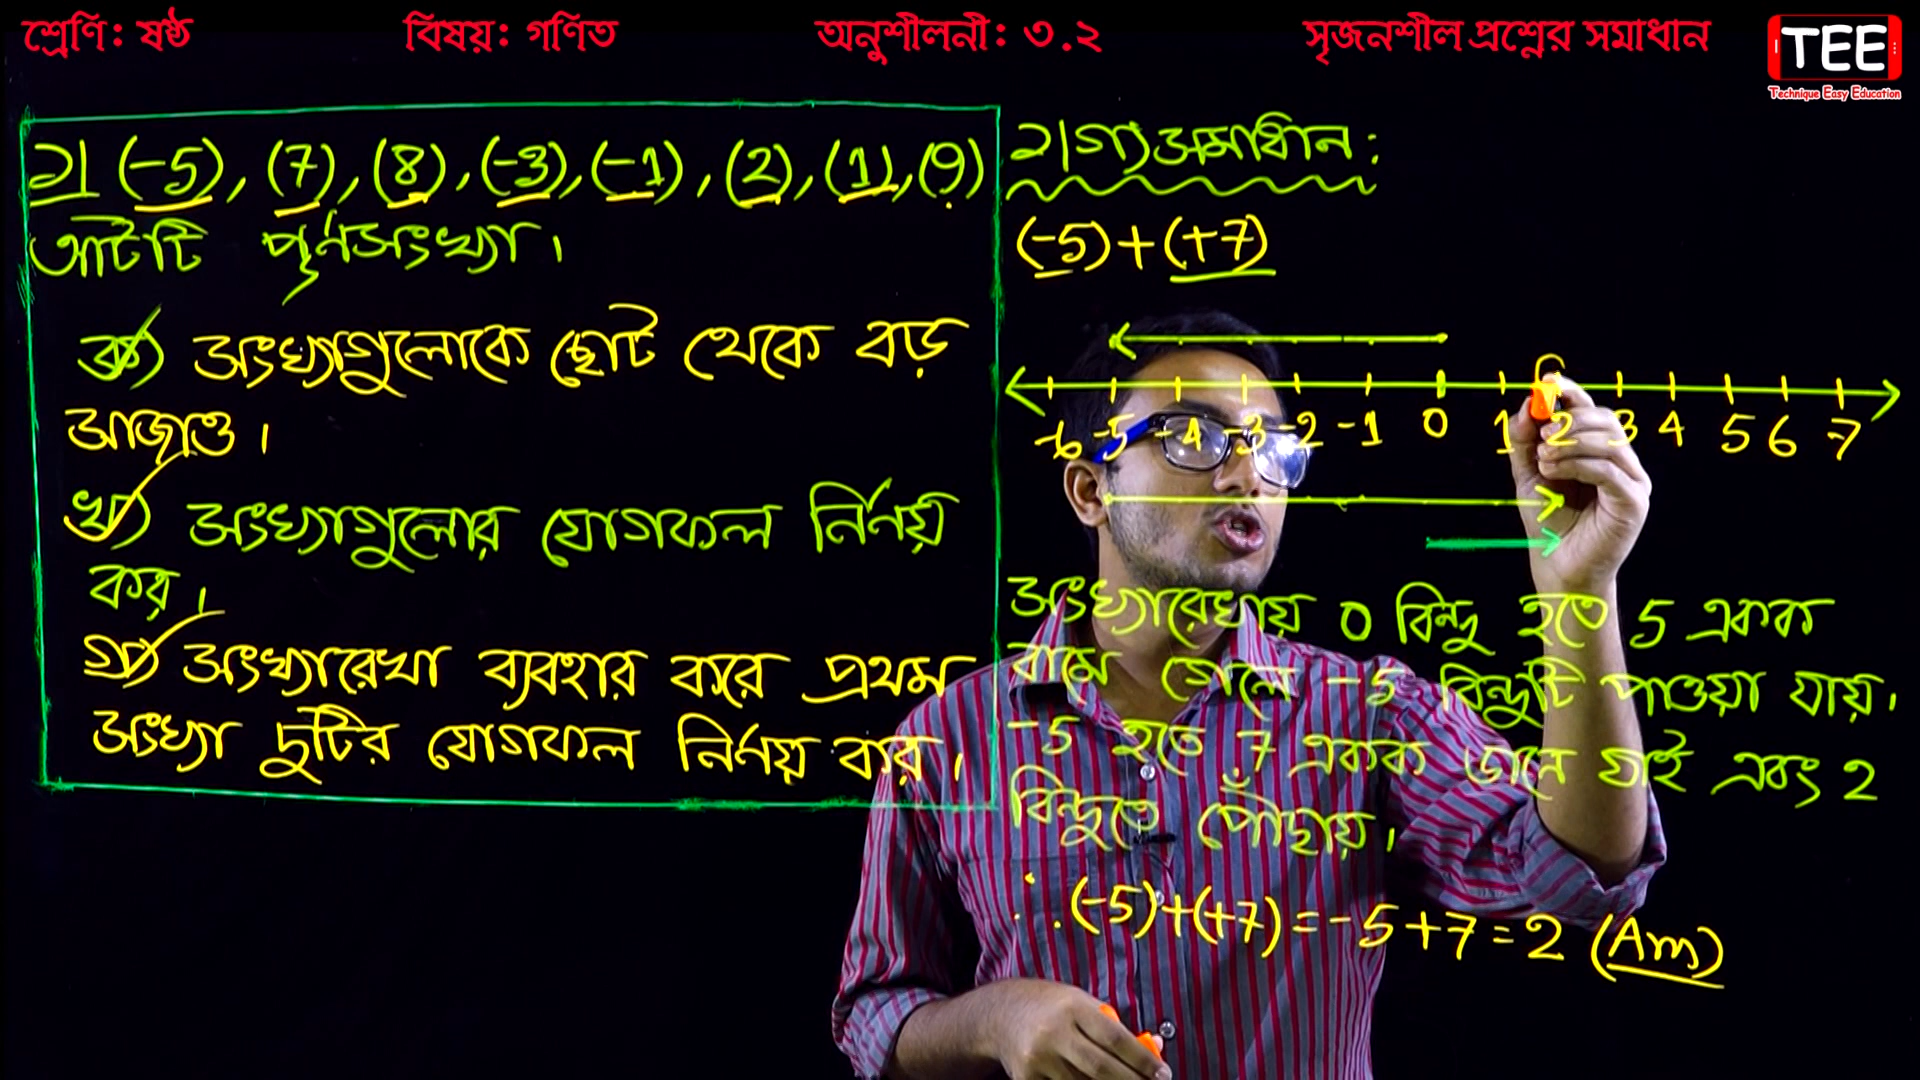 শ্রেণি: ষষ্ঠ
বিষয়: গণিত
অনুশীলনী: ৩.২
সৃজনশীল প্রশ্নের সমাধান
TEE
Technique Easy Education
২। (-5), (7), (8), (-3), (-1), (2), (1), (9)
আটটি পূর্ণসংখ্যা।
ক) সংখ্যাগুলোকে ছোট থেকে বড়
সাজাও।
খ) সংখ্যাগুলোর যোগফল নির্ণয়
কর।
গ) সংখ্যারেখা ব্যবহার করে প্রথম
সংখ্যা দুটির যোগফল নির্ণয় কর।
২।গ) সমাধান:
(-5)+(+7)
-6 -5 -4 -3 -2 -1 0 1 2 3 4 5 6 7
সংখ্যারেখায় 0 বিন্দু হতে 5 একক
বামে গেলে -5 বিন্দুটি পাওয়া যায়।
-5 হতে 7 একক ডানে যাই এবং 2
বিন্দুতে পৌঁছায়।
∴ (-5)+(+7)=-5+7=2 (Ans)